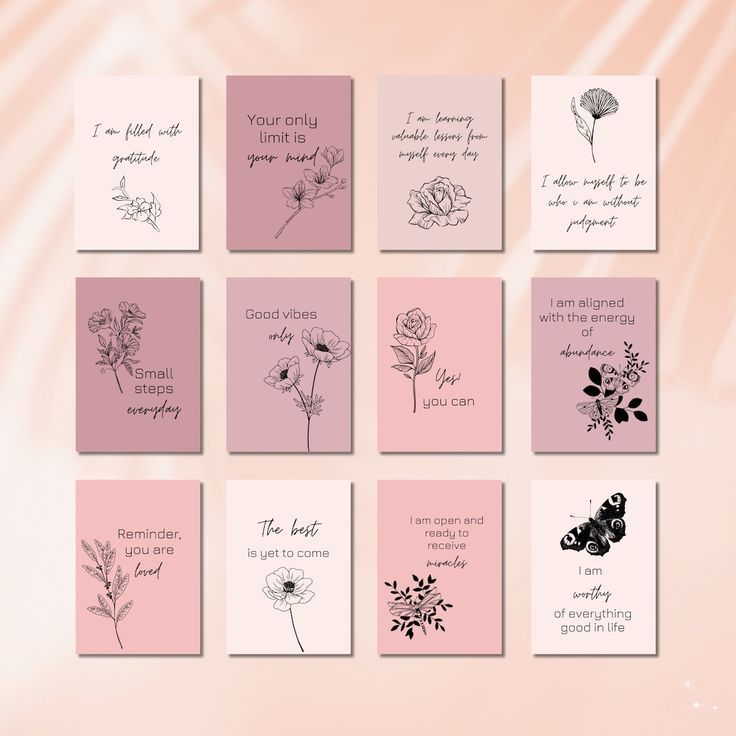 I am filled with
gratitude
Your only
limit is
your mind
I am learning
valuable lessons from
myself every day
I allow myself to be
who i am without
judgment
Small
steps
everyday
Good vibes
only
Yes!
you can
I am aligned
with the energy
of
abundance
Reminder,
you are
loved
The best
is yet to come
I am open and
ready to
receive
miracles
I am
worthy
of everything
good in life